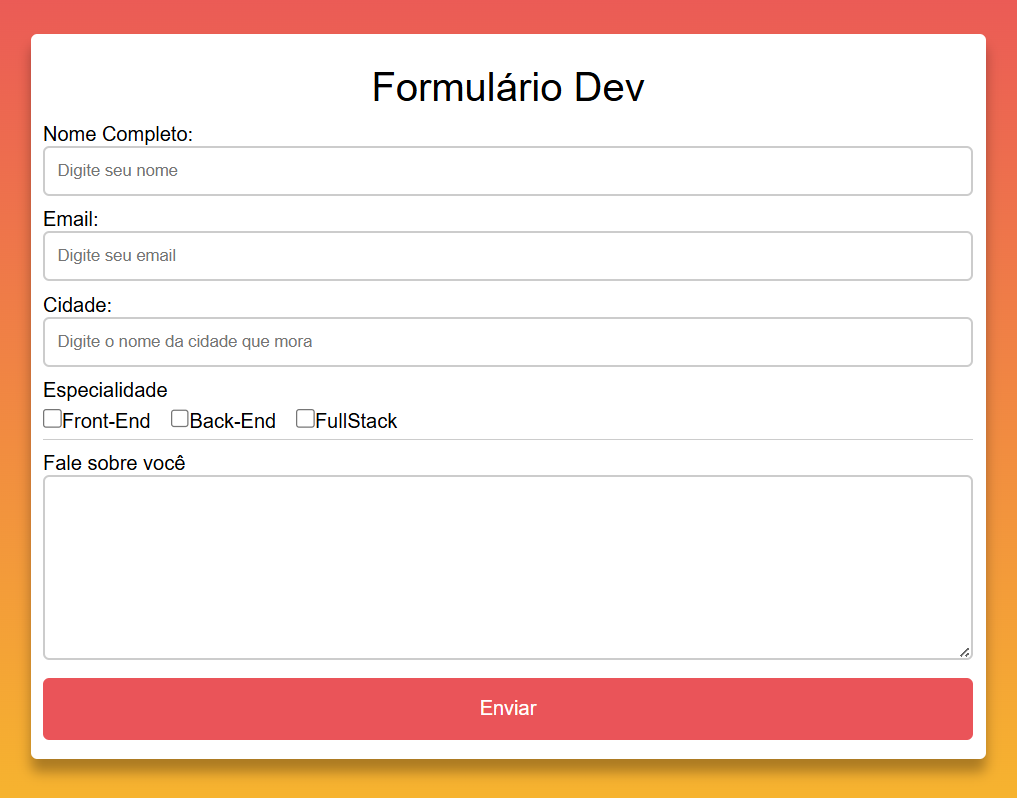 Formulário Dev
Nome Completo:
Digite seu nome
Email:
Digite seu email
Cidade:
Digite o nome da cidade que mora
Especialidade
Front-End Back-End FullStack
Fale sobre você
Enviar